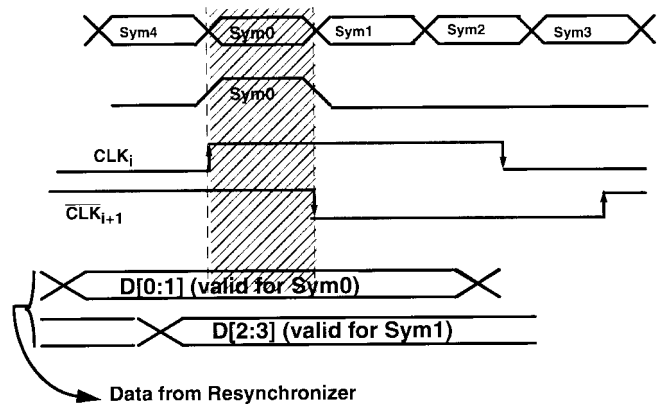 Sym4 Sym0 Sym1 Sym2 Sym3
Sym0
CLKi
CLKi+1
D[0:1] (valid for Sym0)
D[2:3] (valid for Sym1)
Data from Resynchronizer